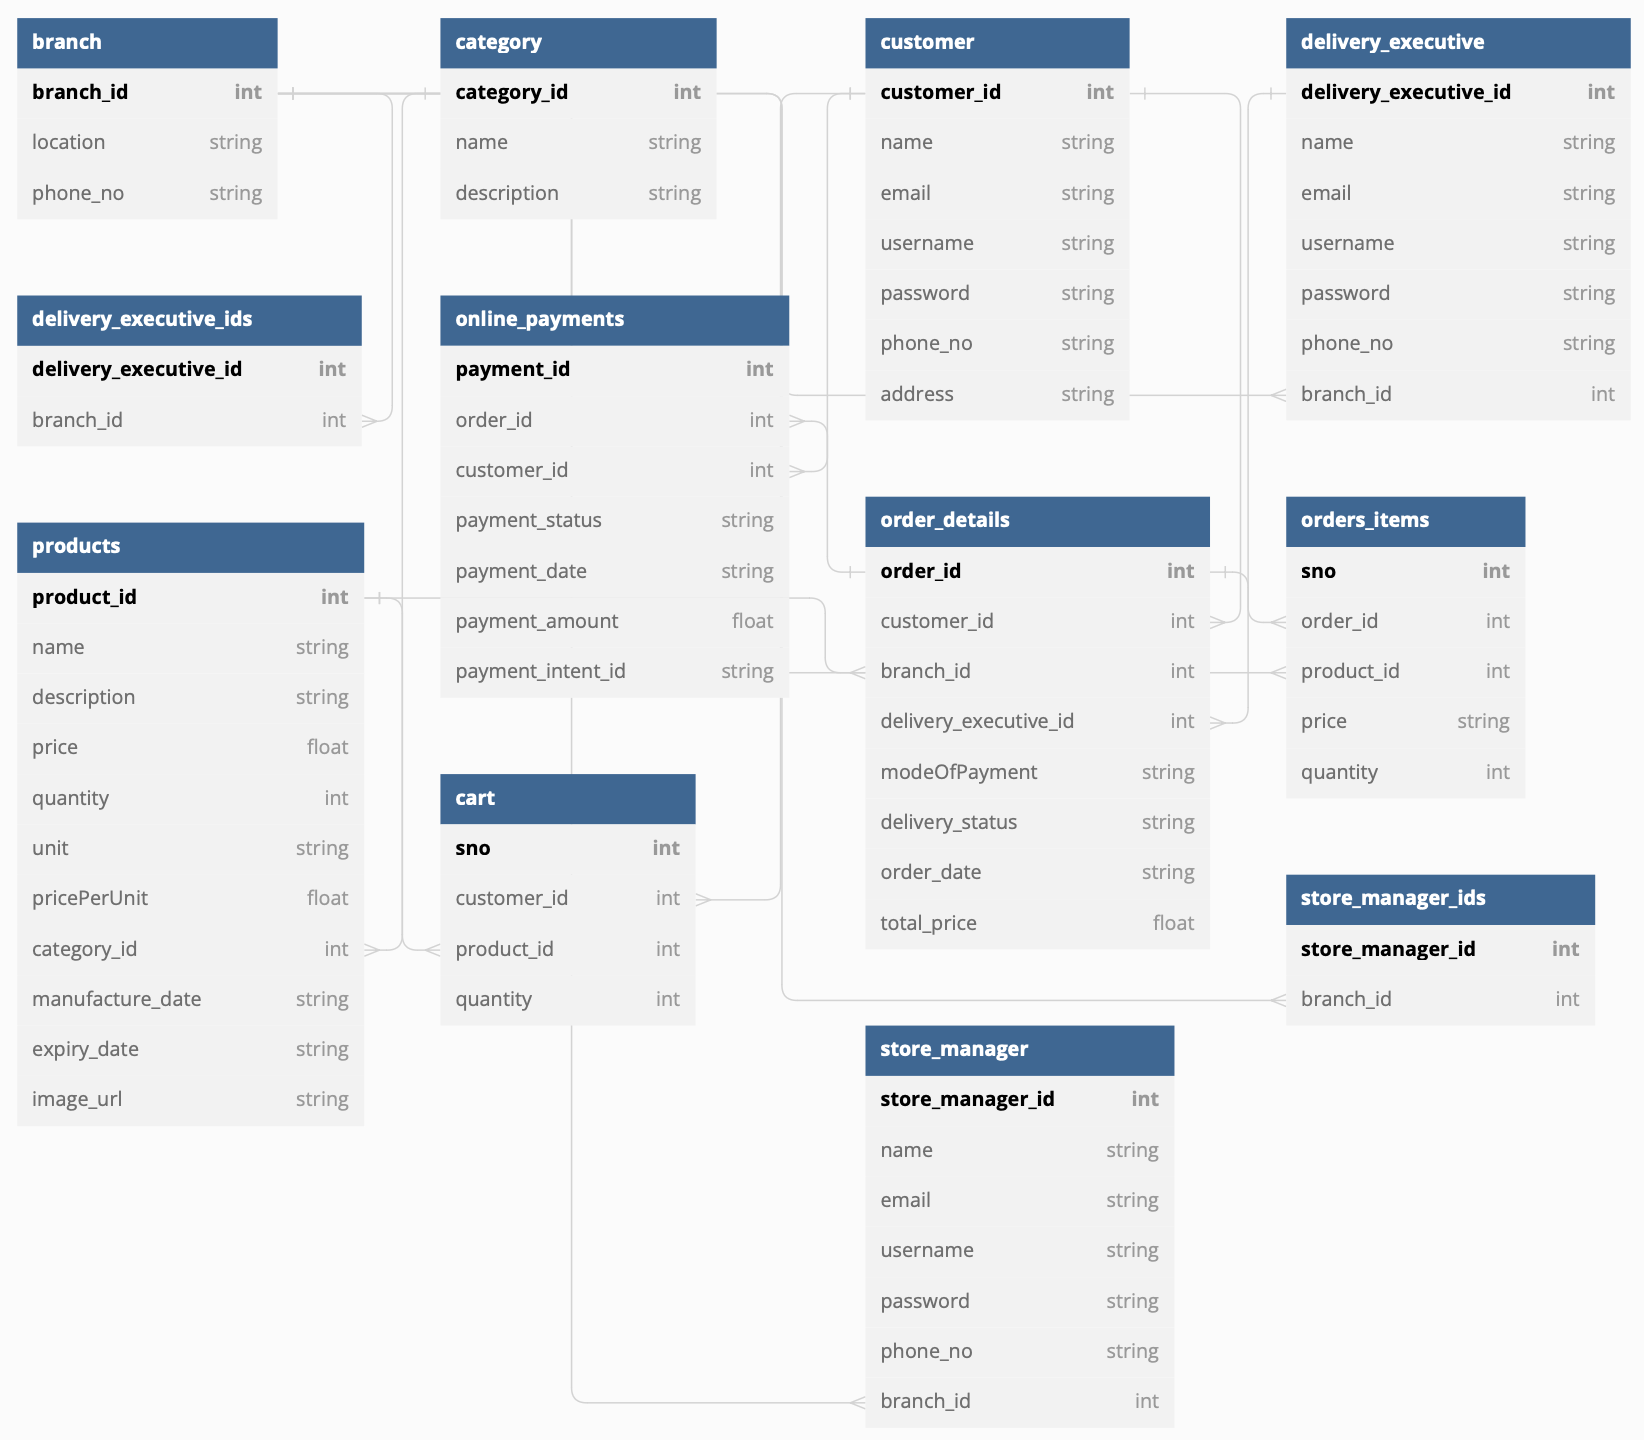 branch
branch_id int
location string
phone_no string
category
category_id int
name string
description string
customer
customer_id int
name string
email string
username string
password string
phone_no string
address string
delivery_executive
delivery_executive_id int
name string
email string
username string
password string
phone_no string
branch_id int
delivery_executive_ids
delivery_executive_id int
branch_id int
online_payments
payment_id int
order_id int
customer_id int
payment_status string
payment_date string
payment_amount float
payment_intent_id string
products
product_id int
name string
description string
price float
quantity int
unit string
pricePerUnit float
category_id int
manufacture_date string
expiry_date string
image_url string
order_details
order_id int
customer_id int
branch_id int
delivery_executive_id int
modeOfPayment string
delivery_status string
order_date string
total_price float
orders_items
sno int
order_id int
product_id int
price string
quantity int
cart
sno int
customer_id int
product_id int
quantity int
store_manager_ids
store_manager_id int
branch_id int
store_manager
store_manager_id int
name string
email string
username string
password string
phone_no string
branch_id int